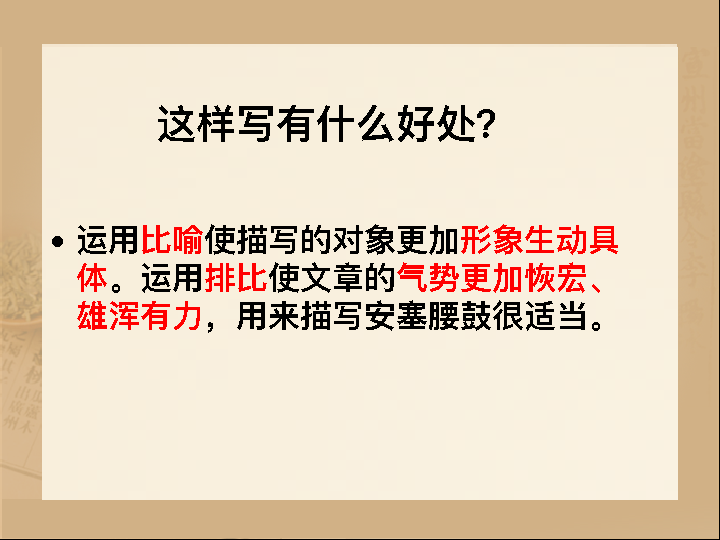 这样写有什么好处?
• 运用比喻使描写的对象更加形象生动具
体。运用排比使文章的气势更加恢宏、
雄浑有力，用来描写安塞腰鼓很适当。